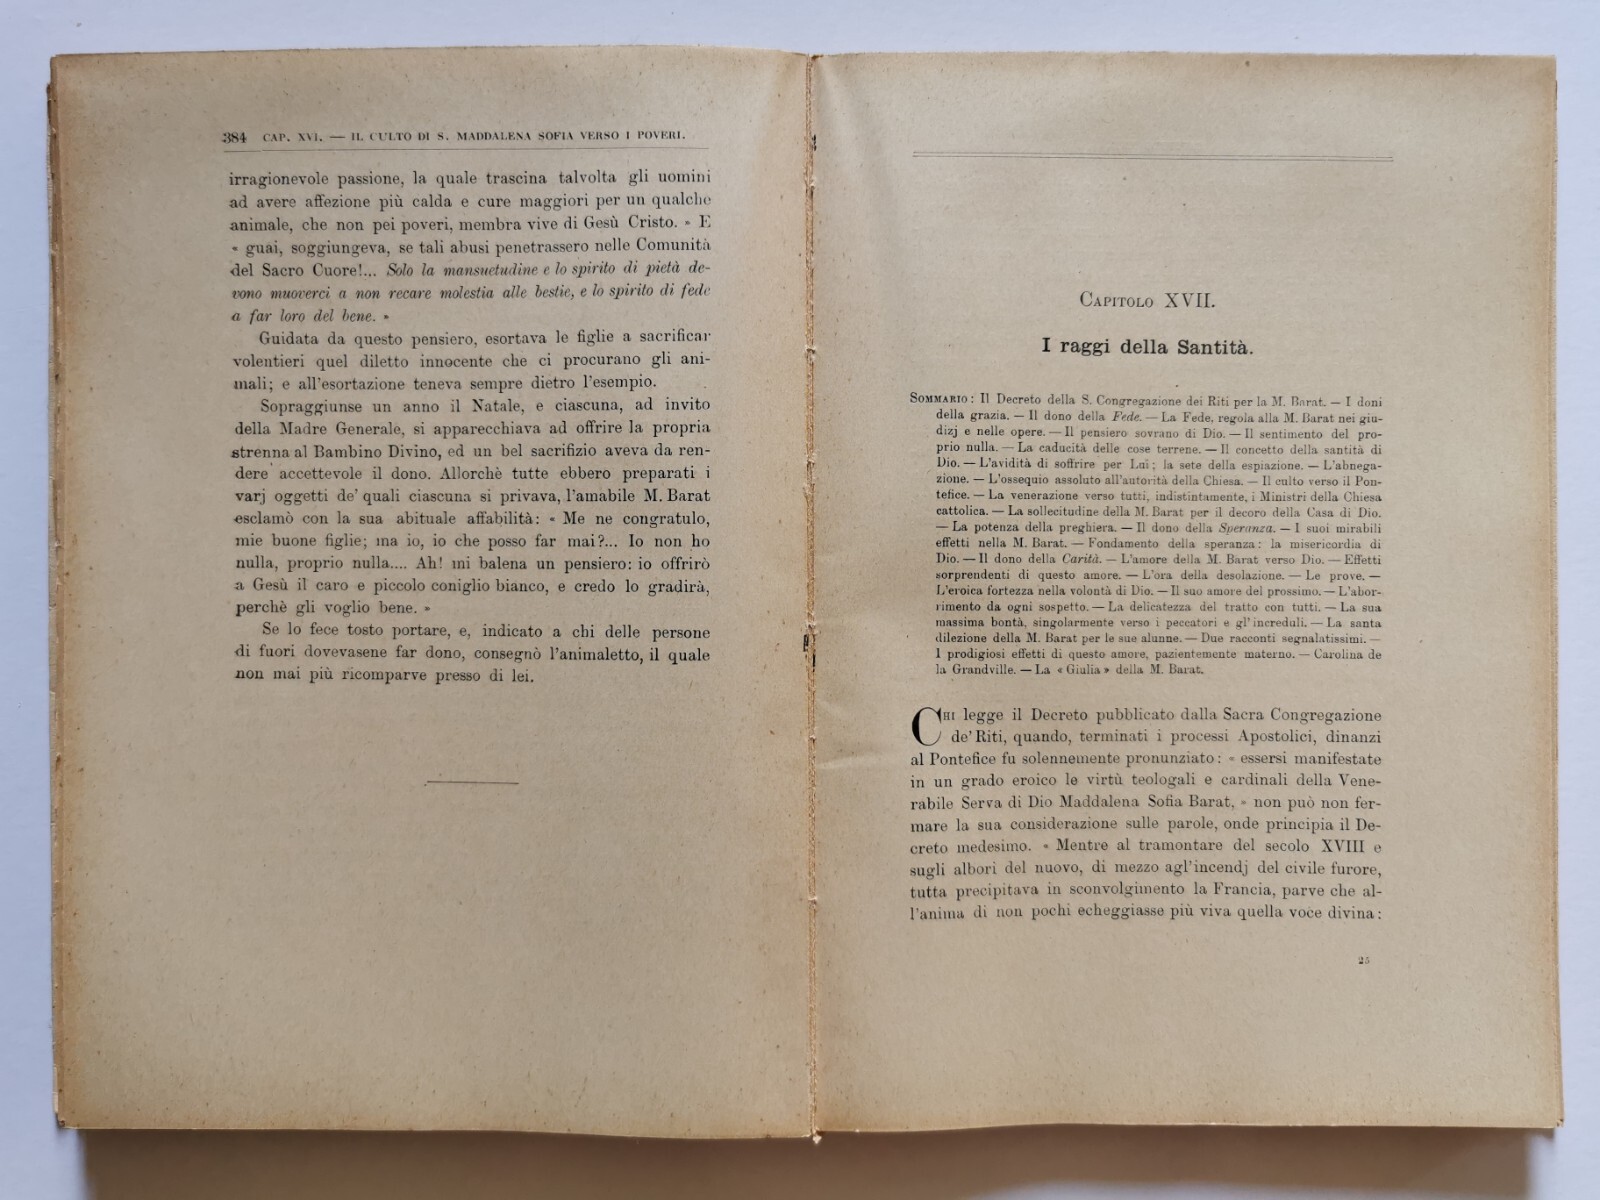 384 CAP. XVI. — IL CULTO DI S. MADDALENA SOFIA VERSO I POVERI.
irragionevole passione, la quale trascina talvolta gli uomini
ad avere affezione più calda e cure maggiori per un qualche
animale, che non pei poveri, membra vive di Gesù Cristo. » E
« guai, soggiungeva, se tali abusi penetrassero nelle Comunità
del Sacro Cuore!... Solo la mansuetudine e lo spirito di pietà de-
vono muoverci a non recare molestia alle bestie, e lo spirito di fede
a far loro del bene. »
Guidata da questo pensiero, esortava le figlie a sacrificar
volentieri quel diletto innocente che ci procurano gli ani-
mali; e all'esortazione teneva sempre dietro l'esempio.
Sopraggiunse un anno il Natale, e ciascuna, ad invito
della Madre Generale, si apparecchiava ad offrire la propria
strenna al Bambino Divino, ed un bel sacrifizio aveva da ren-
dere accettevole il dono. Allorchè tutte ebbero preparati i
varj oggetti de' quali ciascuna si privava, l'amabile M. Barat
esclamò con la sua abituale affabilità: « Me ne congratulo,
mie buone figlie; ma io, io che posso far mai?... Io non ho
nulla, proprio nulla.... Ah! mi balena un pensiero: io offrirò
a Gesù il caro e piccolo coniglio bianco, e credo lo gradirà,
perchè gli voglio bene. »
Se lo fece tosto portare, e, indicato a chi delle persone
di fuori dovevasene far dono, consegnò l'animaletto, il quale
non mai più ricomparve presso di lei.
CAPITOLO XVII.
I raggi della Santità.
SOMMARIO: Il Decreto della S. Congregazione dei Riti per la M. Barat. — I doni
della grazia. — Il dono della Fede. — La Fede, regola alla M. Barat nei giu-
dizj e nelle opere. — Il pensiero sovrano di Dio. — Il sentimento del pro-
prio nulla. — La caducità delle cose terrene. — Il concetto della santità di
Dio. — L'avidità di soffrire per Lui; la sete della espiazione. — L'abnega-
zione. — L'ossequio assoluto all'autorità della Chiesa. — Il culto verso il Pon-
tefice. — La venerazione verso tutti, indistintamente, i Ministri della Chiesa
cattolica. — La sollecitudine della M. Barat per il decoro della Casa di Dio.
— La potenza della preghiera. — Il dono della Speranza. — I suoi mirabili
effetti nella M. Barat. — Fondamento della speranza: la misericordia di
Dio. — Il dono della Carità. — L'amore della M. Barat verso Dio. — Effetti
sorprendenti di questo amore. — L'ora della desolazione. — Le prove. —
L'eroica fortezza nella volontà di Dio. — Il suo amore del prossimo. — L'abor-
rimento da ogni sospetto. — La delicatezza del tratto con tutti. — La sua
massima bontà, singolarmente verso i peccatori e gl'increduli. — La santa
dilezione della M. Barat per le sue alunne. — Due racconti segnalatissimi. —
I prodigiosi effetti di questo amore, pazientemente materno. — Carolina de
la Grandville. — La « Giulia » della M. Barat.
CHI legge il Decreto pubblicato dalla Sacra Congregazione
de' Riti, quando, terminati i processi Apostolici, dinanzi
al Pontefice fu solennemente pronunziato: « essersi manifestate
in un grado eroico le virtù teologali e cardinali della Vene-
rabile Serva di Dio Maddalena Sofia Barat, » non può non fer-
mare la sua considerazione sulle parole, onde principia il De-
creto medesimo. « Mentre al tramontare del secolo XVIII e
sugli albori del nuovo, di mezzo agl'incendj del civile furore,
tutta precipitava in sconvolgimento la Francia, parve che al-
l'anima di non pochi echeggiasse più viva quella voce divina:
25